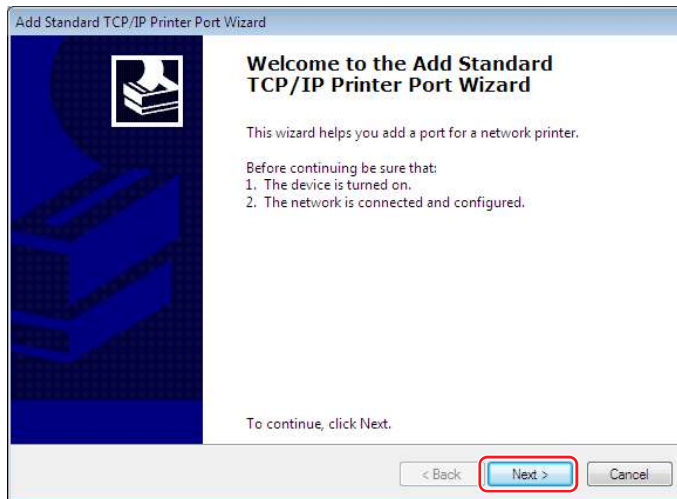 Add Standard TCP/IP Printer Port Wizard
Welcome to the Add Standard
TCP/IP Printer Port Wizard
This wizard helps you add a port for a network printer.
Before continuing be sure that:
1. The device is turned on.
2. The network is connected and configured.
To continue, click Next.
< Back Next > Cancel